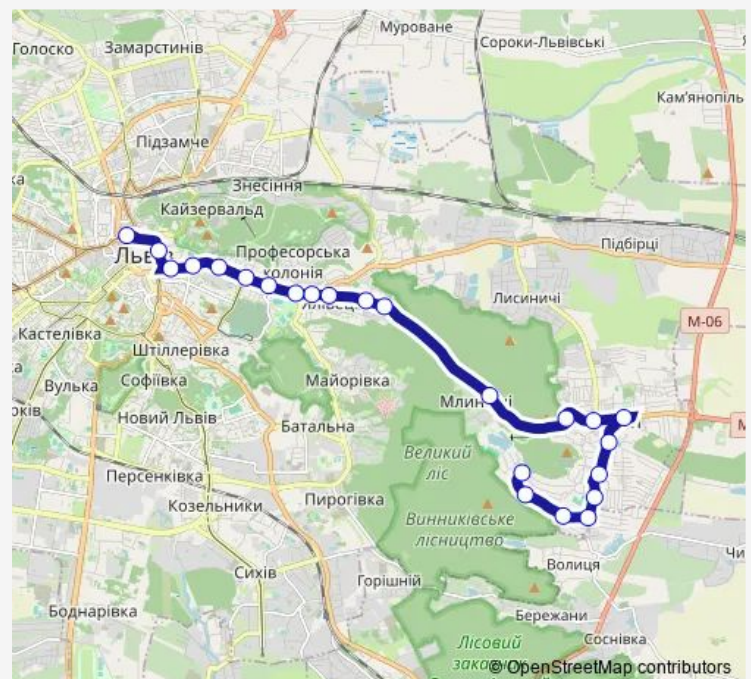 Муроване
Голоско
Замарстинів
Сороки-Львівські
Кам'янопіль
Підзамче
Знесіння
Кайзервальд
Підбірці
Професорська
колонія
Лисиничі
М-06
Кастелівка
Штіллерівка
Майорівка
Вулька
Софіївка
Новий Львів
Батальна
Великий
ліс
Персенківка
Козельники
Пирогівка
Винниківське
лісництво
Сихів
Горішній
Волиця
Боднарівка
Бережани
Соснівка
Лісовий
© OpenStreetMap contributors